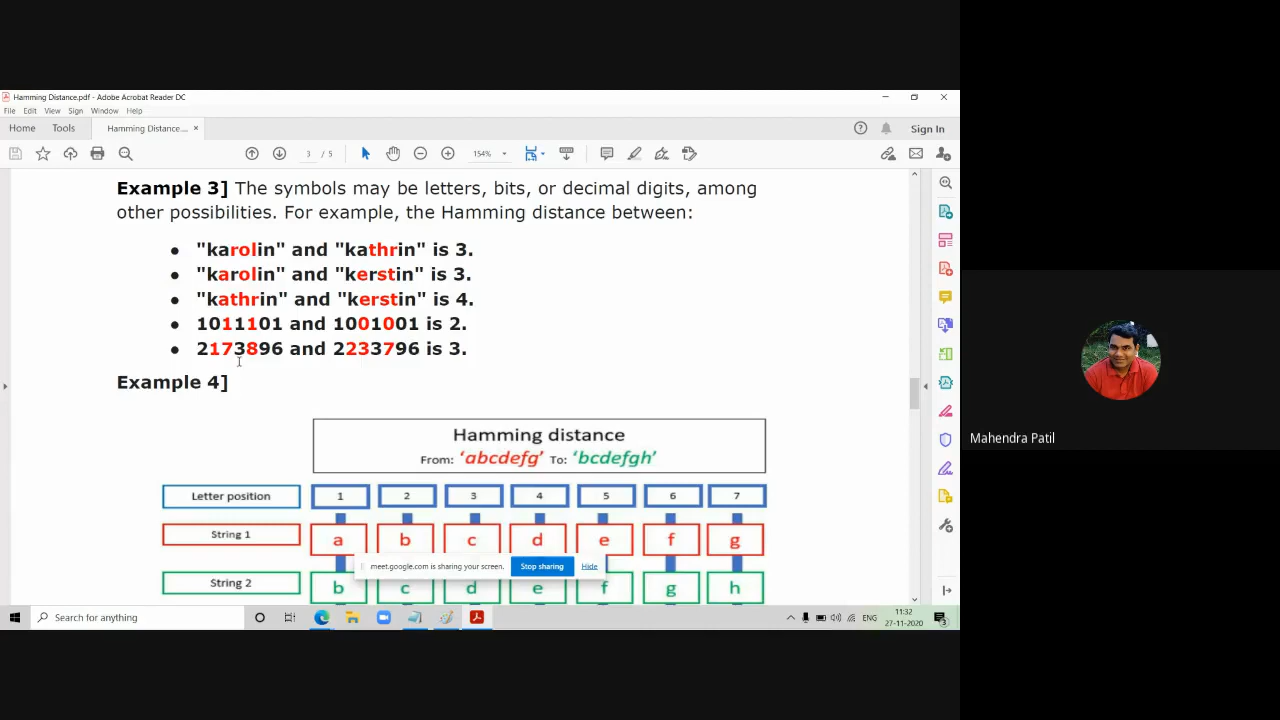 Hamming Distance.pdf - Adobe Acrobat Reader DC
File Edit View Sign Window Help
Home Tools Hamming Distance.... × Sign In
3 / 5 154%
Example 3] The symbols may be letters, bits, or decimal digits, among
other possibilities. For example, the Hamming distance between:
• "karolin" and "kathrin" is 3.
• "karolin" and "kerstin" is 3.
• "kathrin" and "kerstin" is 4.
• 1011101 and 1001001 is 2.
• 2173896 and 2233796 is 3.
Example 4]
Hamming distance
From: 'abcdefg' To: 'bcdefgh'
Letter position 1 2 3 4 5 6 7
String 1 a b c d e f g
meet.google.com is sharing your screen. Stop sharing Hide
String 2 b c d e f g h
Mahendra Patil
Search for anything ENG 11:32
27-11-2020 3